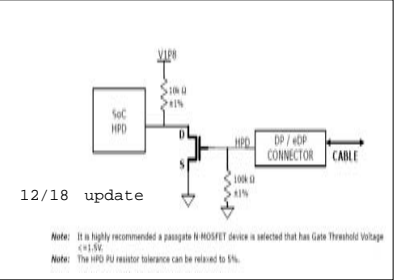 V1P8
10k Ω
±1%
SoC
HPD
D
S
HPD
DP / eDP
CONNECTOR
CABLE
100k Ω
±1%
12/18 update
Note: It is highly recommended a passgate N-MOSFET device is selected that has Gate Threshold Voltage
<=1.5V.
Note: The HPD PU resistor tolerance can be relaxed to 5%.